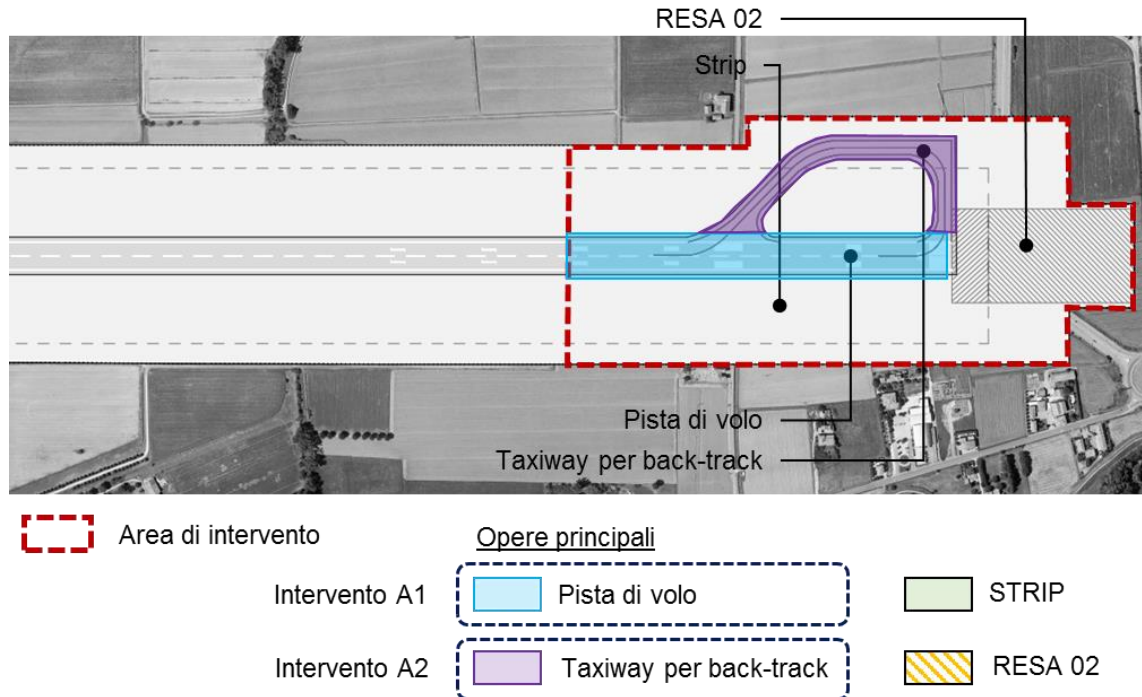 RESA 02
Strip
Pista di volo
Taxiway per back-track
Area di intervento
Opere principali
Intervento A1
Pista di volo
STRIP
Intervento A2
Taxiway per back-track
RESA 02